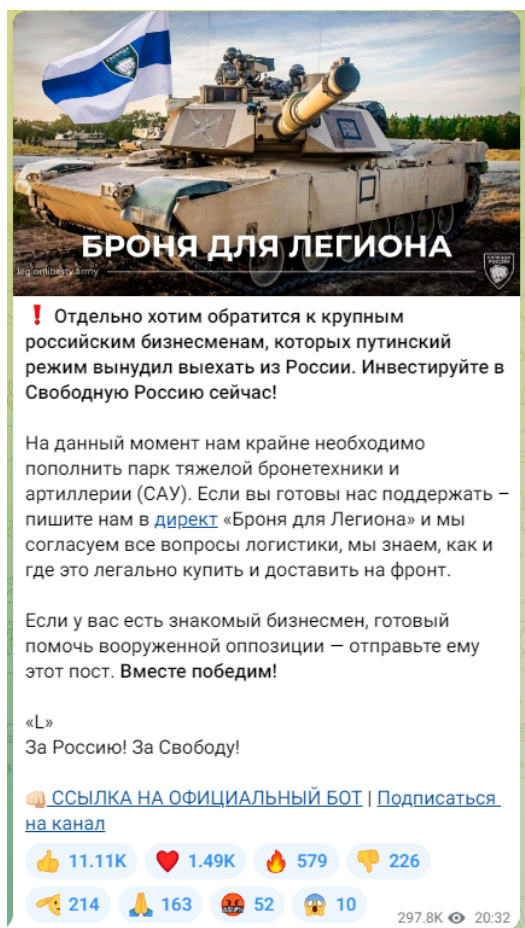 СВОБОДА
БРОНЯ ДЛЯ ЛЕГИОНА
legionliberty.army
СВОБОДА
РОССИИ
❗ Отдельно хотим обратится к крупным
российским бизнесменам, которых путинский
режим вынудил выехать из России. Инвестируйте в
Свободную Россию сейчас!
На данный момент нам крайне необходимо
пополнить парк тяжелой бронетехники и
артиллерии (САУ). Если вы готовы нас поддержать –
пишите нам в директ «Броня для Легиона» и мы
согласуем все вопросы логистики, мы знаем, как и
где это легально купить и доставить на фронт.
Если у вас есть знакомый бизнесмен, готовый
помочь вооруженной оппозиции — отправьте ему
этот пост. Вместе победим!
«L»
За Россию! За Свободу!
👊🏻 ССЫЛКА НА ОФИЦИАЛЬНЫЙ БОТ | Подписаться
на канал
👍 11.11K ❤️ 1.49K 🔥 579 👎 226
🫡 214 🙏 163 🤬 52 😱 10
297.8K 20:32